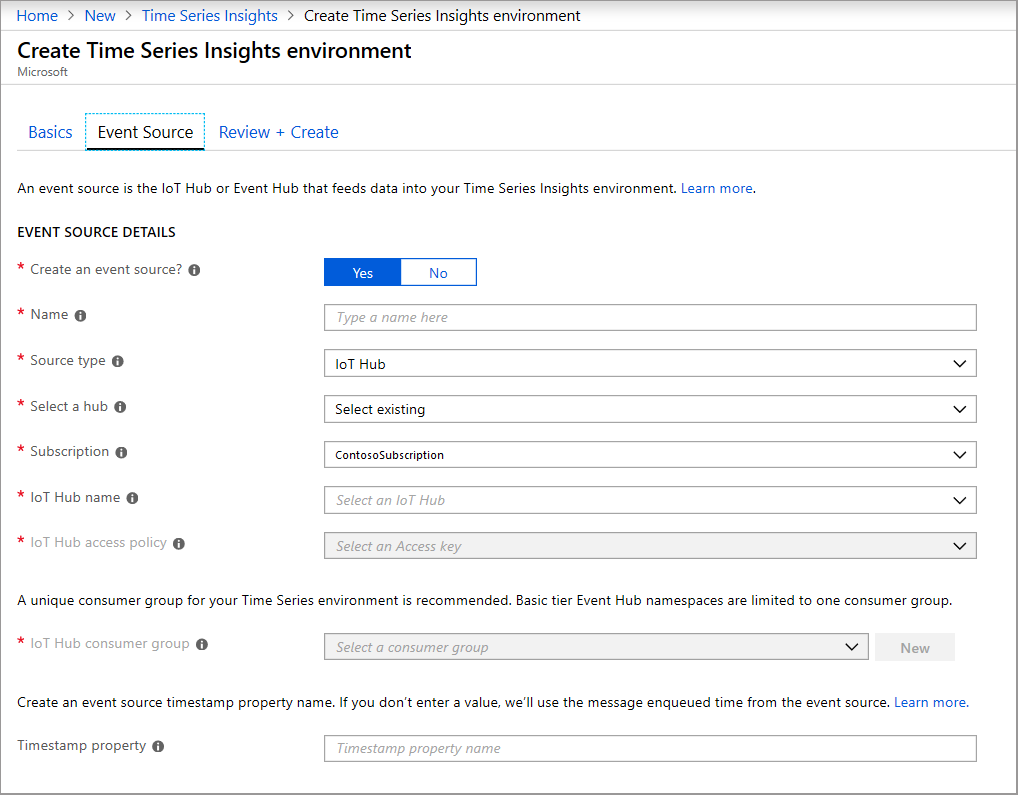 Home > New > Time Series Insights > Create Time Series Insights environment
Create Time Series Insights environment
Microsoft
Basics Event Source Review + Create
An event source is the IoT Hub or Event Hub that feeds data into your Time Series Insights environment. Learn more.
EVENT SOURCE DETAILS
* Create an event source? Yes No
* Name Type a name here
* Source type IoT Hub
* Select a hub Select existing
* Subscription ContosoSubscription
* IoT Hub name Select an IoT Hub
* IoT Hub access policy Select an Access key
A unique consumer group for your Time Series environment is recommended. Basic tier Event Hub namespaces are limited to one consumer group.
* IoT Hub consumer group Select a consumer group New
Create an event source timestamp property name. If you don't enter a value, we'll use the message enqueued time from the event source. Learn more.
Timestamp property Timestamp property name